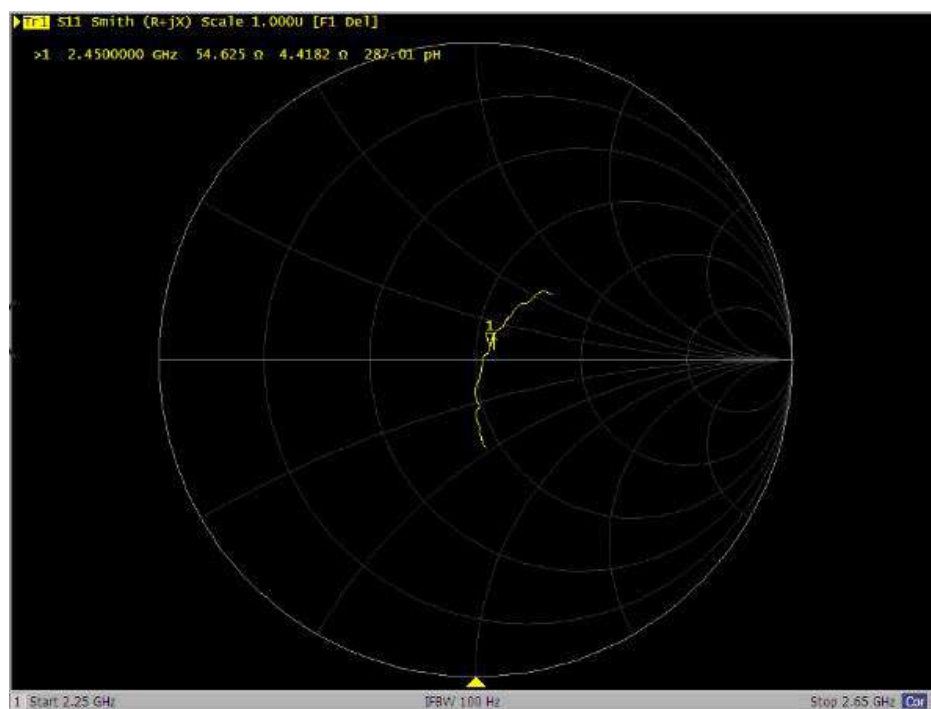 Tr1 S11 Smith (R+jX) Scale 1.000U [F1 Del]
>1 2.4500000 GHz 54.625 Ω 4.4182 Ω 287.01 pH
1
1 Start 2.25 GHz IFBW 100 Hz Stop 2.65 GHz Cor